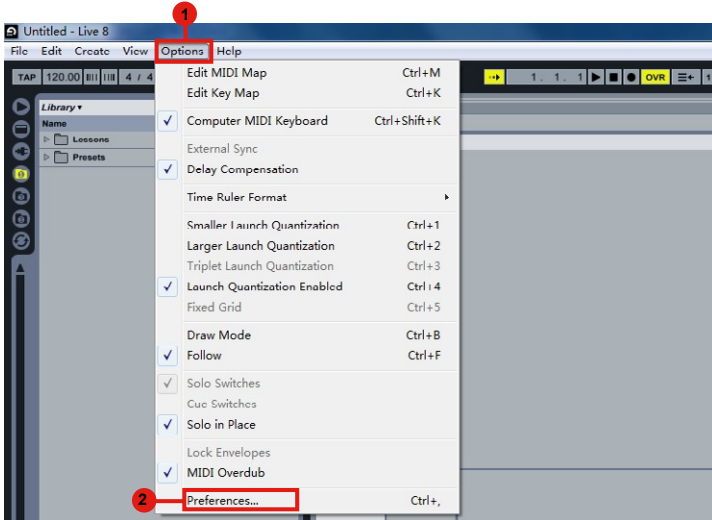 1
Untitled - Live 8
File Edit Create View Options Help
TAP 120.00 4 / 4 1. 1. 1 OVR 1
Library
Name
Lessons
Presets
Edit MIDI Map Ctrl+M
Edit Key Map Ctrl+K
Computer MIDI Keyboard Ctrl+Shift+K
External Sync
Delay Compensation
Time Ruler Format
Smaller Launch Quantization Ctrl+1
Larger Launch Quantization Ctrl+2
Triplet Launch Quantization Ctrl+3
Launch Quantization Enabled Ctrl+4
Fixed Grid Ctrl+5
Draw Mode Ctrl+B
Follow Ctrl+F
Solo Switches
Cue Switches
Solo in Place
Lock Envelopes
MIDI Overdub
2 Preferences... Ctrl+,